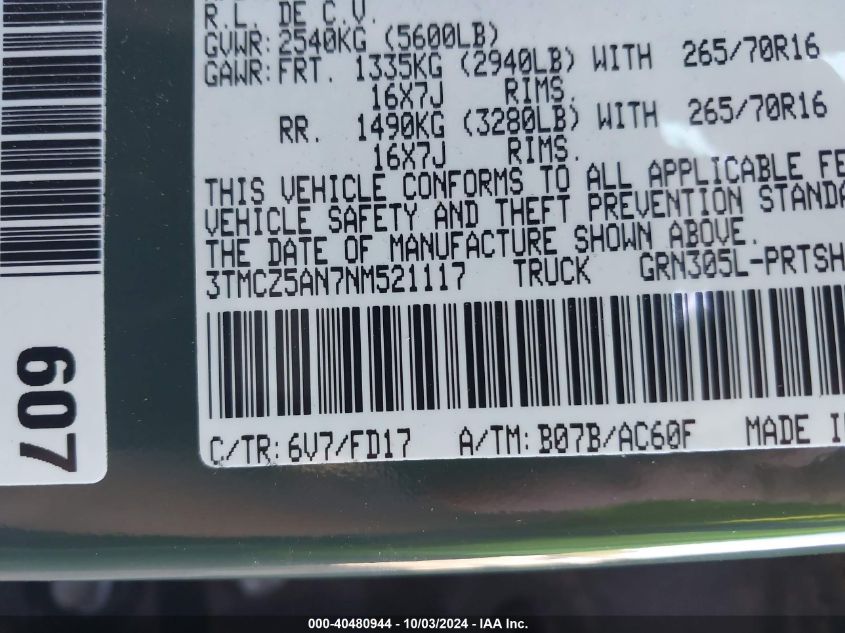 R.L. DE C.V.
GVWR: 2540KG (5600LB)
GAWR: FRT. 1335KG (2940LB) WITH 265/70R16
16X7J RIMS
RR. 1490KG (3280LB) WITH 265/70R16
16X7J RIMS.
THIS VEHICLE CONFORMS TO ALL APPLICABLE FE
VEHICLE SAFETY AND THEFT PREVENTION STANDA
THE DATE OF MANUFACTURE SHOWN ABOVE.
3TMCZ5AN7NM521117 TRUCK GRN305L-PRTSH
C/TR: 6V7/FD17 A/TM: B07B/AC60F MADE I
607
000-40480944 - 10/03/2024 - IAA Inc.